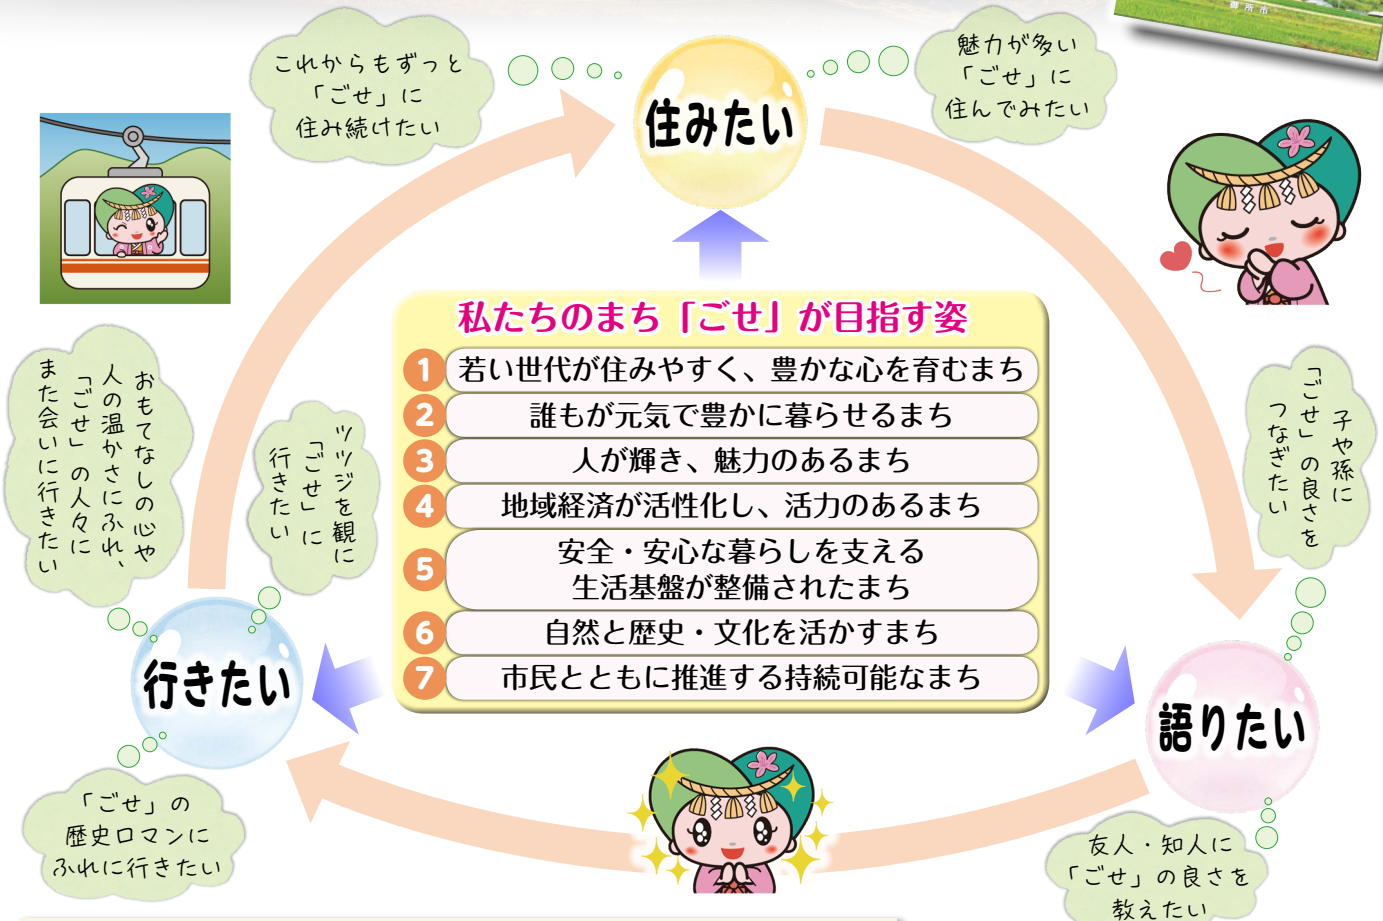 御所市
これからもずっと
「ごせ」に
住み続けたい
魅力が多い
「ごせ」に
住んでみたい
住みたい
私たちのまち「ごせ」が目指す姿
1 若い世代が住みやすく、豊かな心を育むまち
2 誰もが元気で豊かに暮らせるまち
3 人が輝き、魅力のあるまち
4 地域経済が活性化し、活力のあるまち
5 安全・安心な暮らしを支える
生活基盤が整備されたまち
6 自然と歴史・文化を活かすまち
7 市民とともに推進する持続可能なまち
おもてなしの心や
人の温かさにふれ、
「ごせ」の人々に
また会いに行きたい
ツツジを観に
「ごせ」に
行きたい
子や孫に
「ごせ」の良さを
つなぎたい
行きたい
語りたい
「ごせ」の
歴史ロマンに
ふれに行きたい
友人・知人に
「ごせ」の良さを
教えたい